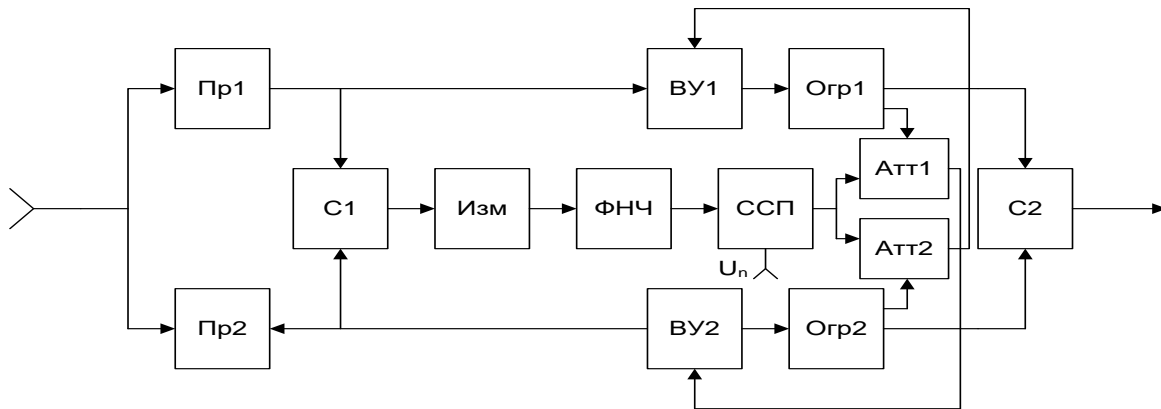 Пр1
ВУ1
Огр1
Атт1
С1
Изм
ФНЧ
ССП
С2
Атт2
Uп
Пр2
ВУ2
Огр2